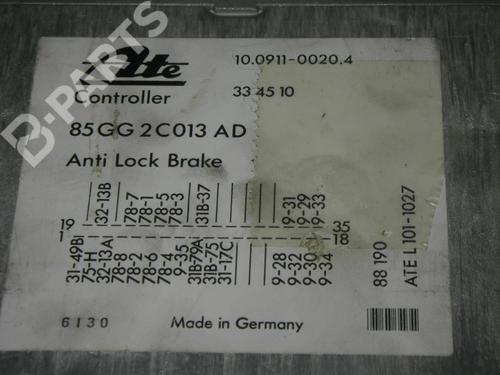 B-PARTS
Ate
10.0911-0020.4
Controller
33 45 10
85GG 2C013 AD
Anti Lock Brake
32-13B
78-7
78-1
78-5
78-3
31B-37
9-31
9-29
9-33
19
35
1
18
31-49B
75-H
32-13A
78-8
78-2
78-6
78-4
9-35
31B-79A
31B-75
31-17C
9-28
9-32
9-30
9-34
88 190
ATE L 101-1027
6130
Made in Germany
B-PARTS